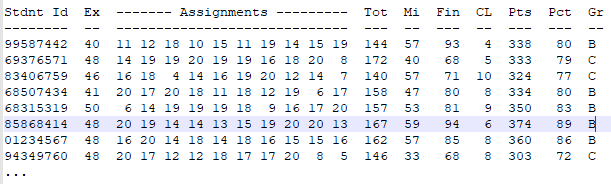 Stdnt Id  Ex  ------- Assignments ---------  Tot  Mi  Fin  CL  Pts  Pct  Gr
--------  --  -----------------------------  ---  --  ---  --  ---  ---  --
99587442  40  11 12 18 10 15 11 19 14 15 19  144  57   93   4  338   80  B
69376571  48  14 19 19 20 19 19 16 18 20  8  172  40   68   5  333   79  C
83406759  46  16 18  4 14 16 19 20 12 14  7  140  57   71  10  324   77  C
68507434  41  20 17 20 18 11 18 12 19  6 17  158  47   80   8  334   80  B
68315319  50   6 14 19 19 19 18  9 16 17 20  157  53   81   9  350   83  B
85868414  48  20 19 14 14 13 15 19 20 20 13  167  59   94   6  374   89  B
01234567  48  16 20 14 18 14 18 16 15 15 16  162  57   85   8  360   86  B
94349760  48  20 17 12 12 18 17 17 20  8  5  146  33   68   8  303   72  C
...